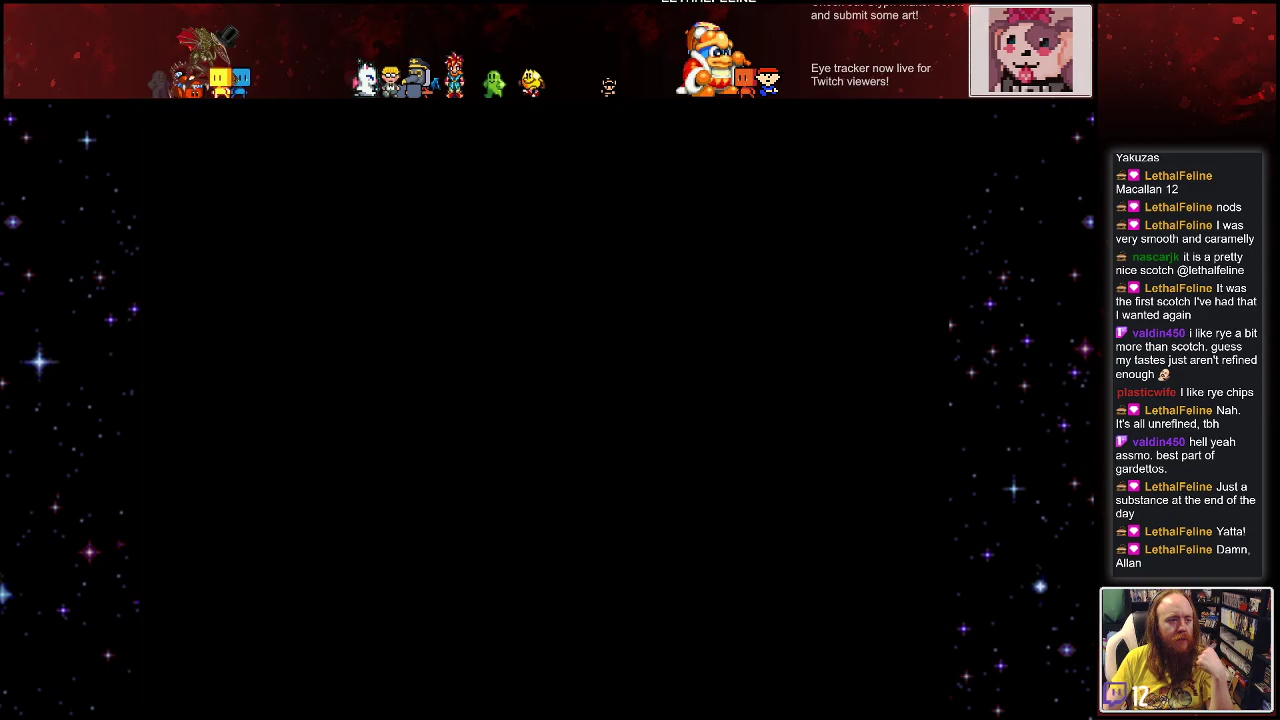 LETHALFELINE
and submit some art!
Eye tracker now live for
Twitch viewers!
Yakuzas
LethalFeline
Macallan 12
LethalFeline nods
LethalFeline I was
very smooth and caramelly
nascarjk it is a pretty
nice scotch @lethalfeline
LethalFeline It was
the first scotch I've had that
I wanted again
valdin450 i like rye a bit
more than scotch. guess
my tastes just aren't refined
enough
plasticwife I like rye chips
LethalFeline Nah.
It's all unrefined, tbh
valdin450 hell yeah
assmo. best part of
gardettos.
LethalFeline Just a
substance at the end of the
day
LethalFeline Yatta!
LethalFeline Damn,
Allan
12